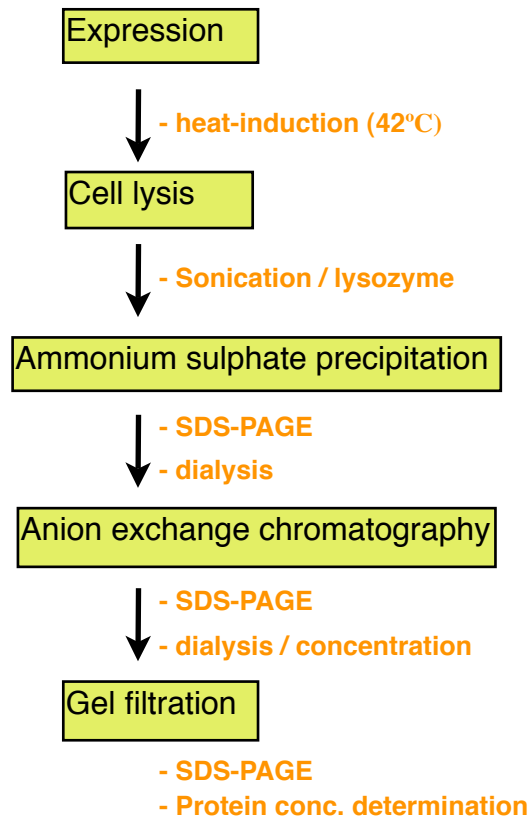 Expression
- heat-induction (42ºC)
Cell lysis
- Sonication / lysozyme
Ammonium sulphate precipitation
- SDS-PAGE
- dialysis
Anion exchange chromatography
- SDS-PAGE
- dialysis / concentration
Gel filtration
- SDS-PAGE
- Protein conc. determination